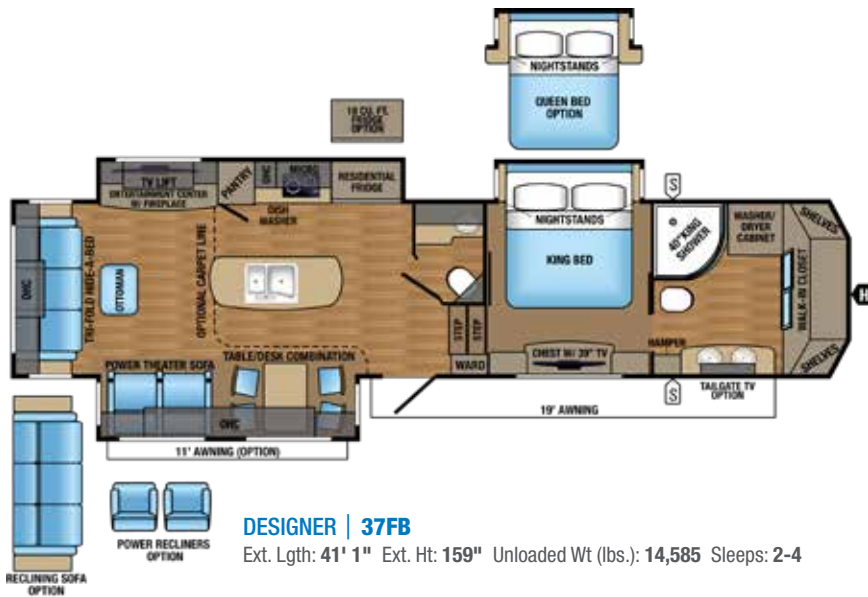 NIGHTSTANDS
QUEEN BED
OPTION
18 CU. FT.
FRIDGE
OPTION
TV LIFT
ENTERTAINMENT CENTER
W/ FIREPLACE
PANTRY
OHC
MICRO
RESIDENTIAL
FRIDGE
DISH
WASHER
OHC
TRI-FOLD HIDE-A-BED
OTTOMAN
OPTIONAL CARPET LINE
NIGHTSTANDS
KING BED
S
40" KING
SHOWER
WASHER/
DRYER
CABINET
SHELVES
WALK-IN CLOSET
SHELVES
H
STEP
STEP
WARD
CHEST W/ 39" TV
HAMPER
S
TAILGATE TV
OPTION
POWER THEATER SOFA
TABLE/DESK COMBINATION
OHC
19' AWNING
11' AWNING (OPTION)
POWER RECLINERS
OPTION
RECLINING SOFA
OPTION
DESIGNER | 37FB
Ext. Lgth: 41' 1" Ext. Ht: 159" Unloaded Wt (lbs.): 14,585 Sleeps: 2-4